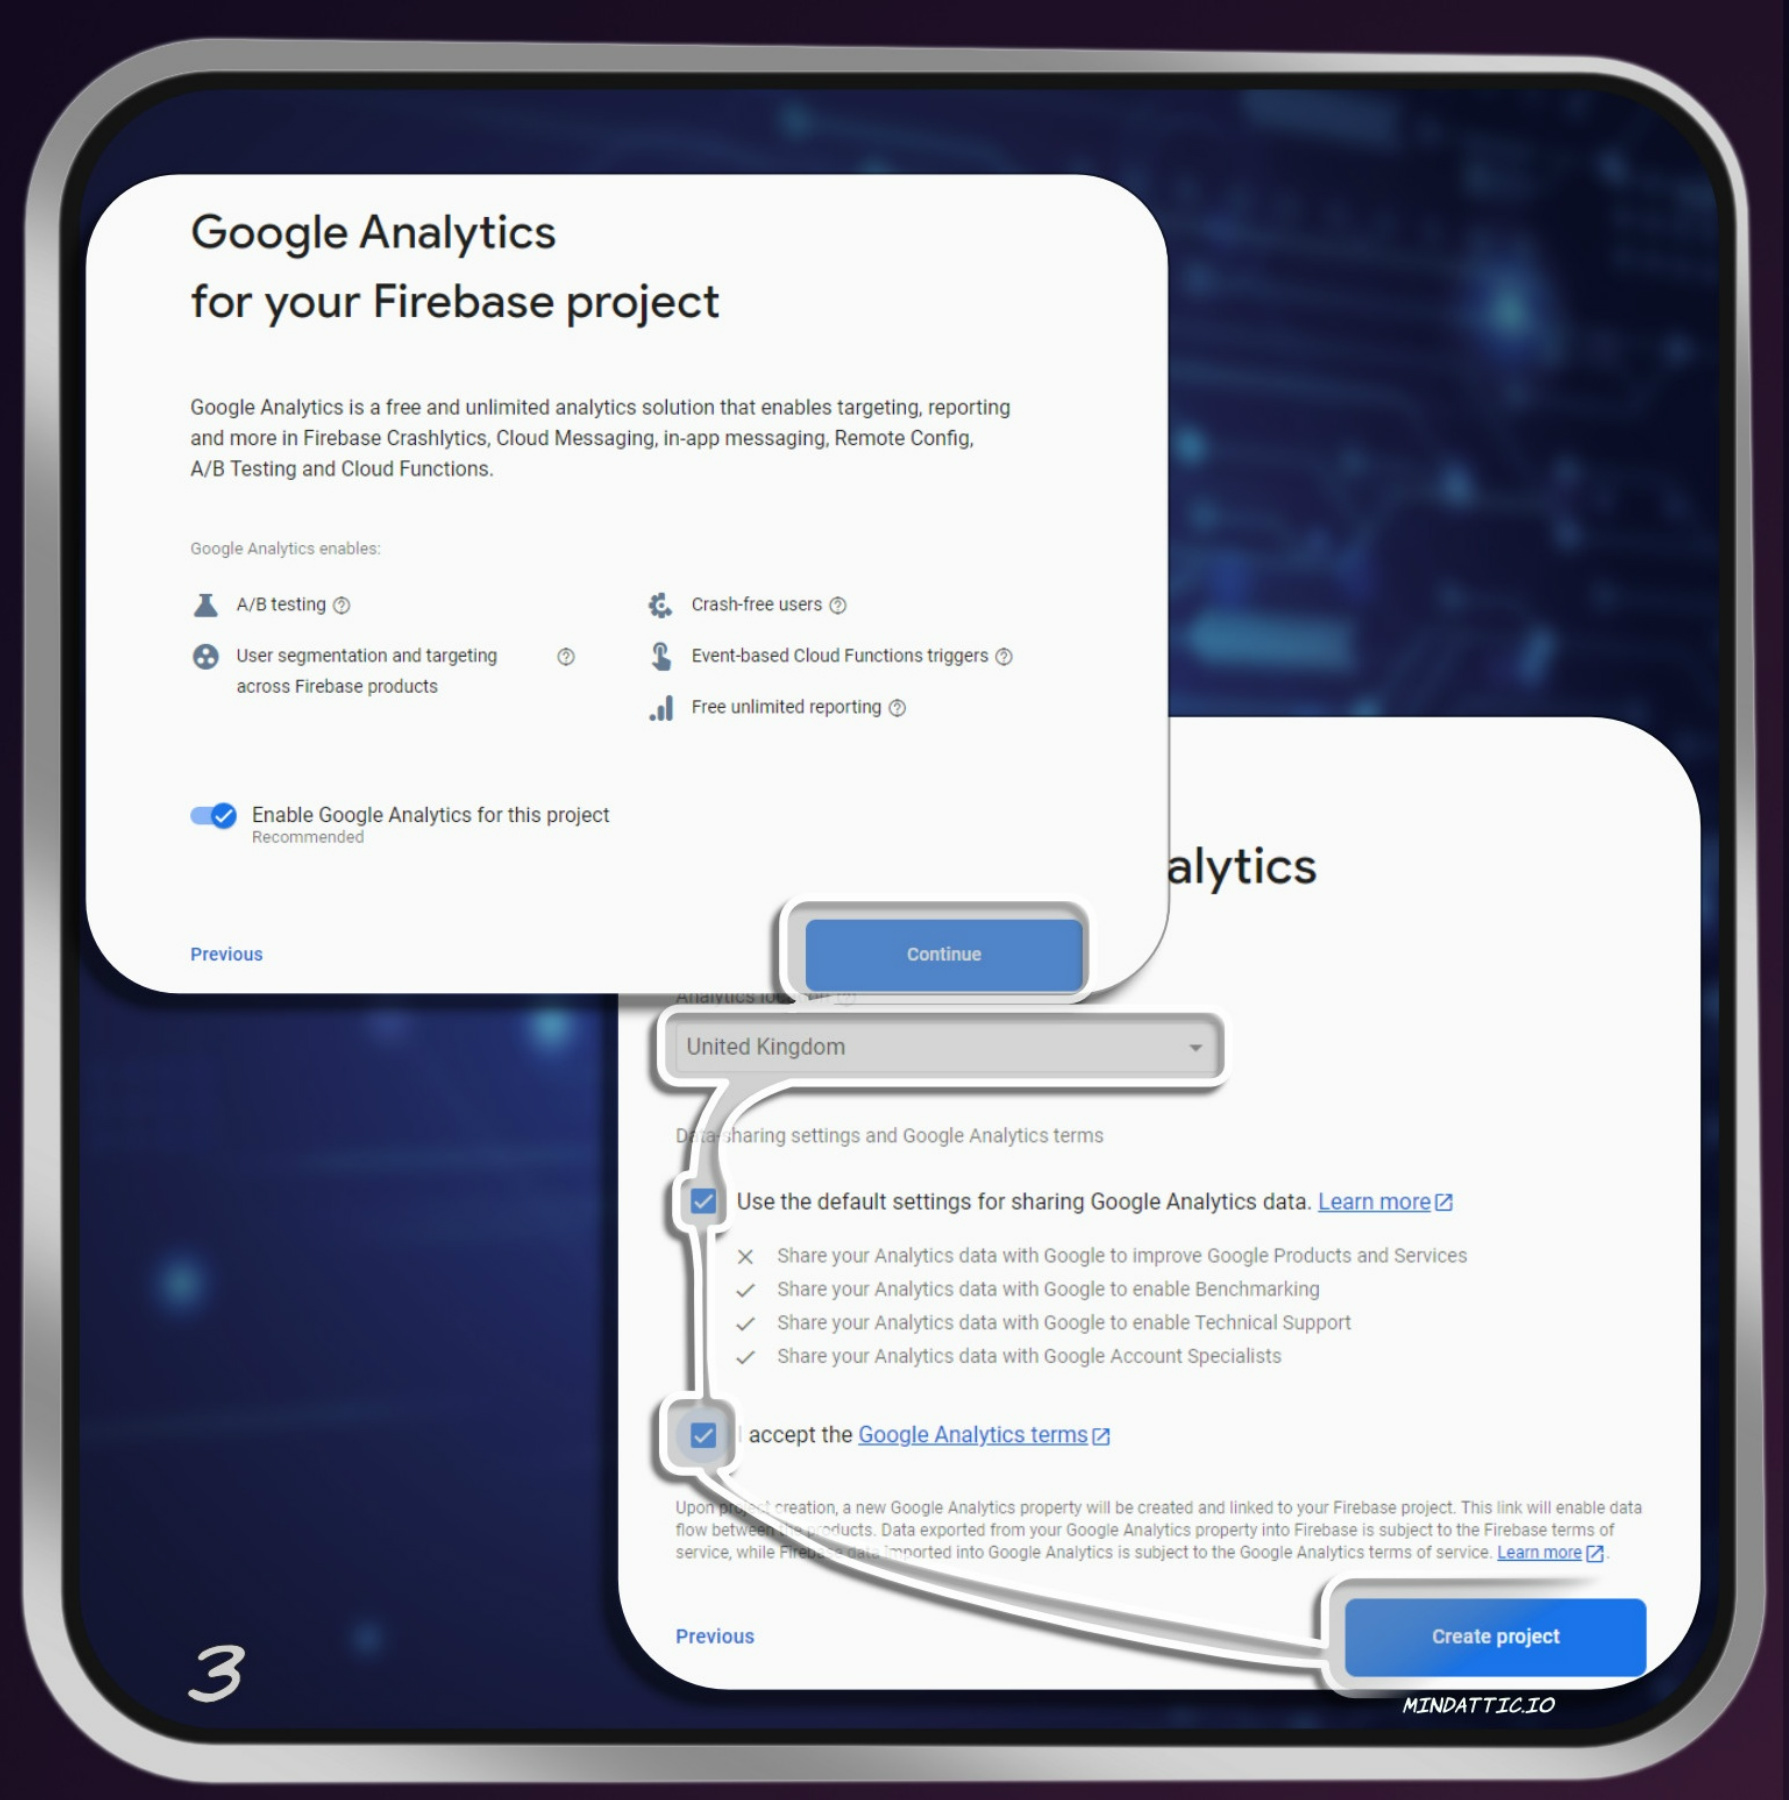 Google Analytics
for your Firebase project
Google Analytics is a free and unlimited analytics solution that enables targeting, reporting
and more in Firebase Crashlytics, Cloud Messaging, in-app messaging, Remote Config,
A/B Testing and Cloud Functions.
Google Analytics enables:
A/B testing
User segmentation and targeting
across Firebase products
Crash-free users
Event-based Cloud Functions triggers
Free unlimited reporting
Enable Google Analytics for this project
Recommended
Previous
Continue
alytics
Analytics
United Kingdom
Data-sharing settings and Google Analytics terms
Use the default settings for sharing Google Analytics data. Learn more
Share your Analytics data with Google to improve Google Products and Services
Share your Analytics data with Google to enable Benchmarking
Share your Analytics data with Google to enable Technical Support
Share your Analytics data with Google Account Specialists
I accept the Google Analytics terms
Upon project creation, a new Google Analytics property will be created and linked to your Firebase project. This link will enable data
flow between the products. Data exported from your Google Analytics property into Firebase is subject to the Firebase terms of
service, while Firebase data imported into Google Analytics is subject to the Google Analytics terms of service. Learn more.
Previous
Create project
3
MINDATTIC.IO